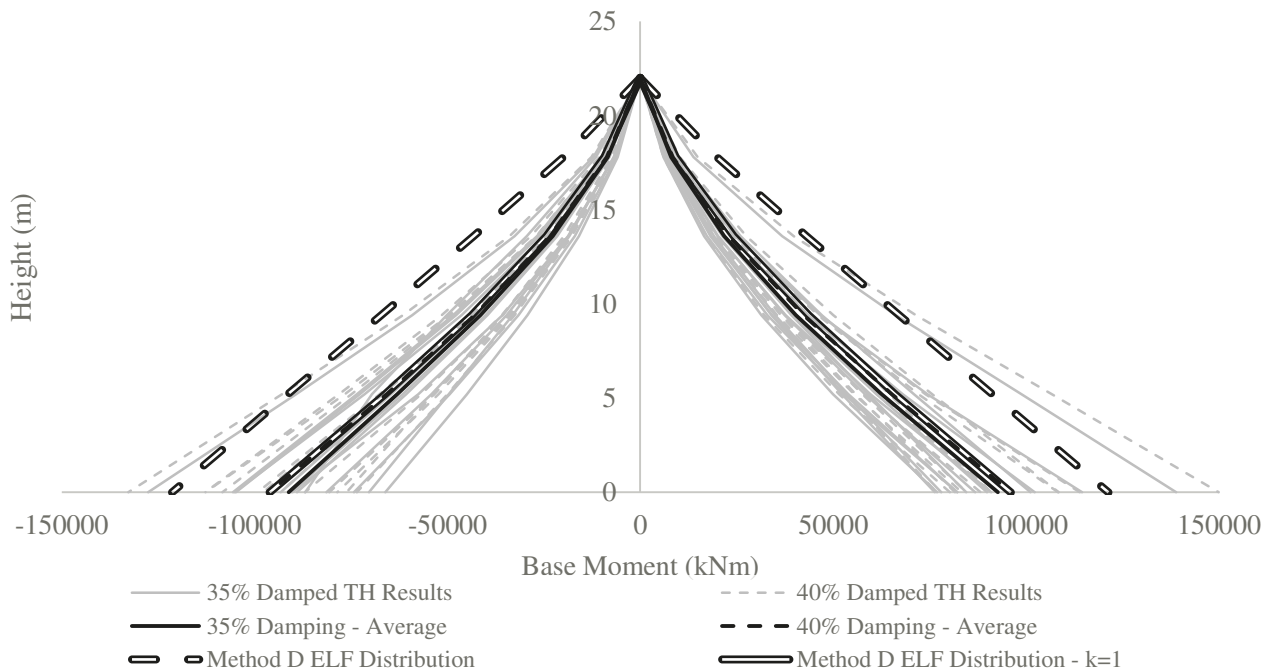 25
20
15
10
5
0
Height (m)
-150000 -100000 -50000 0 50000 100000 150000
Base Moment (kNm)
35% Damped TH Results 40% Damped TH Results
35% Damping - Average 40% Damping - Average
Method D ELF Distribution Method D ELF Distribution - k=1